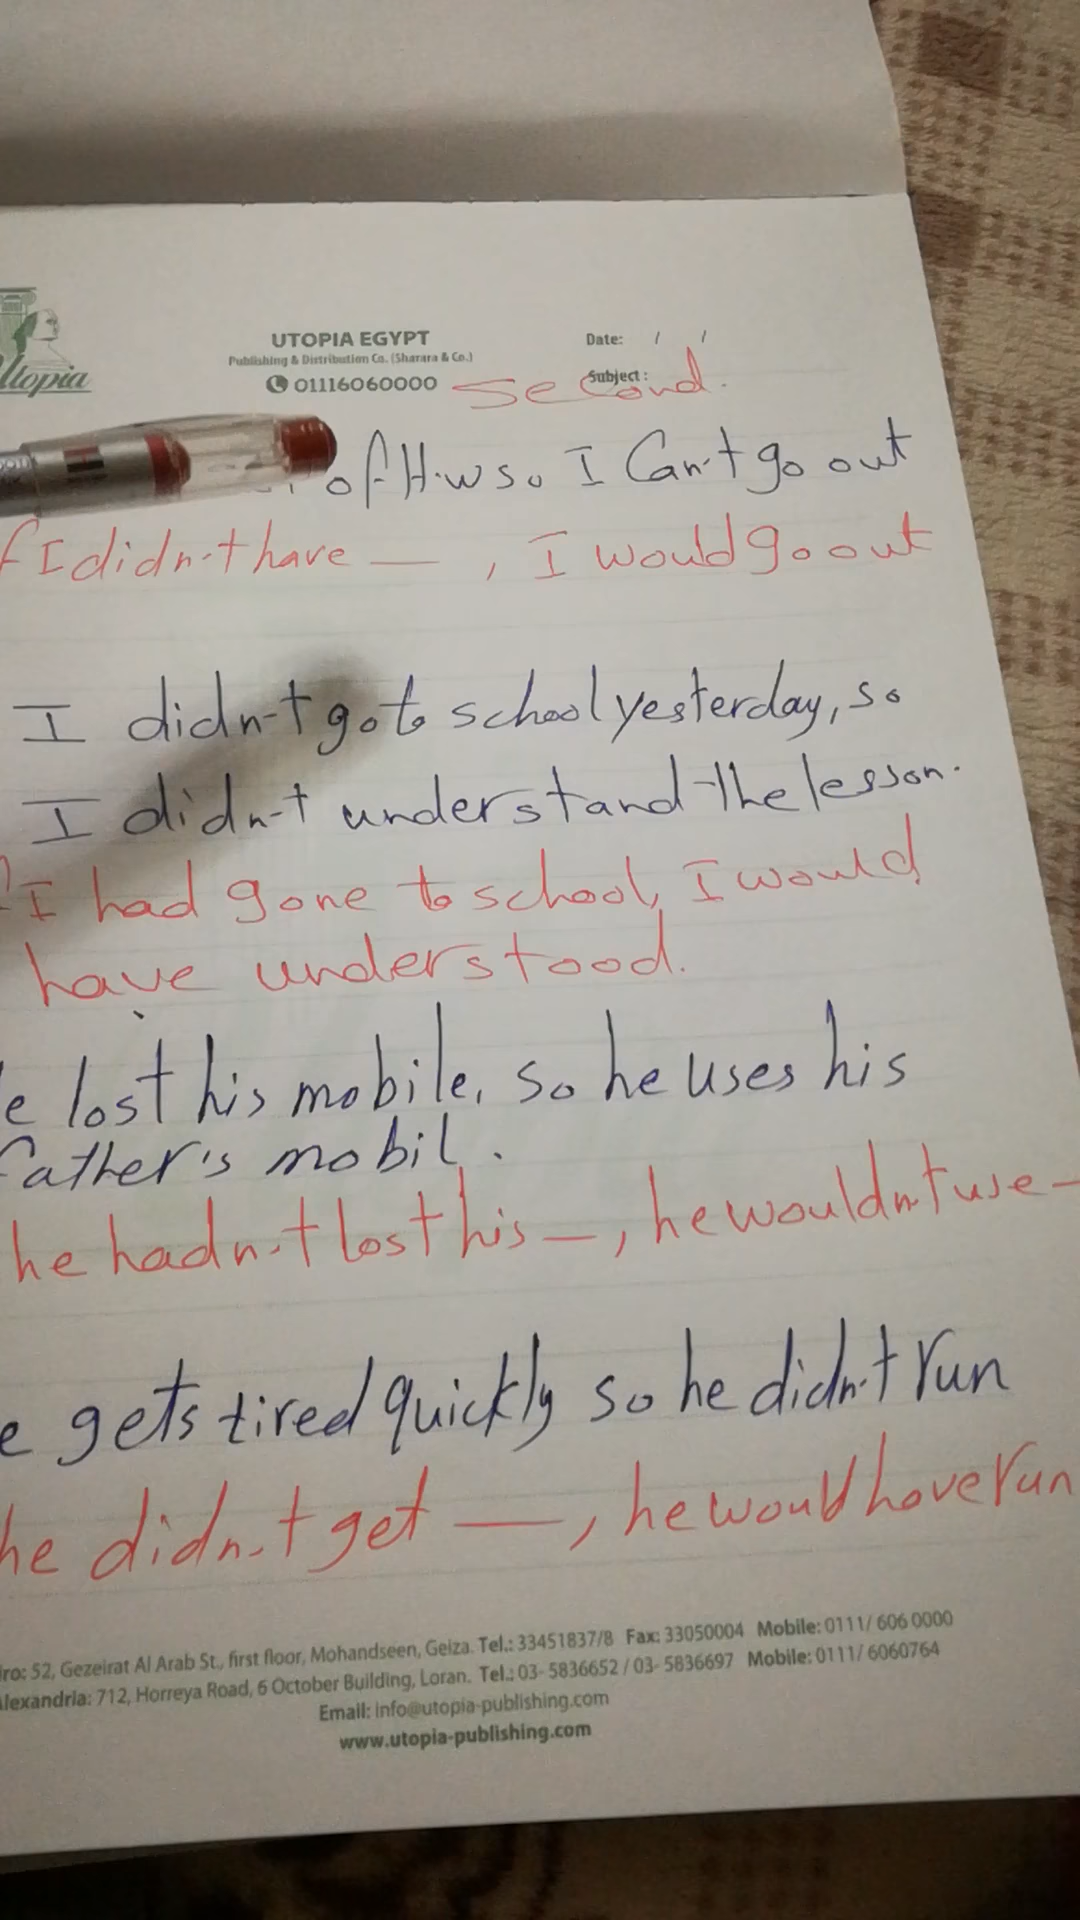 UTOPIA EGYPT
Publishing & Distribution Co. (Sharara & Co.)
01116060000
Date: / /
Subject:
Utopia
second.
of H.w so I Can't go out
f I didn't have — , I would go out
I didn't go to school yesterday, so
I didn't understand the lesson.
I had gone to school, I would
have understood.
e lost his mobile, so he uses his
father's mobil.
he hadn't lost his —, he wouldn't use —
e gets tired quickly so he didn't run
he didn't get —, he would have run
iro: 52, Gezeirat Al Arab St., first floor, Mohandseen, Geiza. Tel.: 33451837/8 Fax: 33050004 Mobile: 0111/ 606 0000
Alexandria: 712, Horreya Road, 6 October Building, Loran. Tel.: 03- 5836652 / 03- 5836697 Mobile: 0111/ 6060764
Email: info@utopia-publishing.com
www.utopia-publishing.com